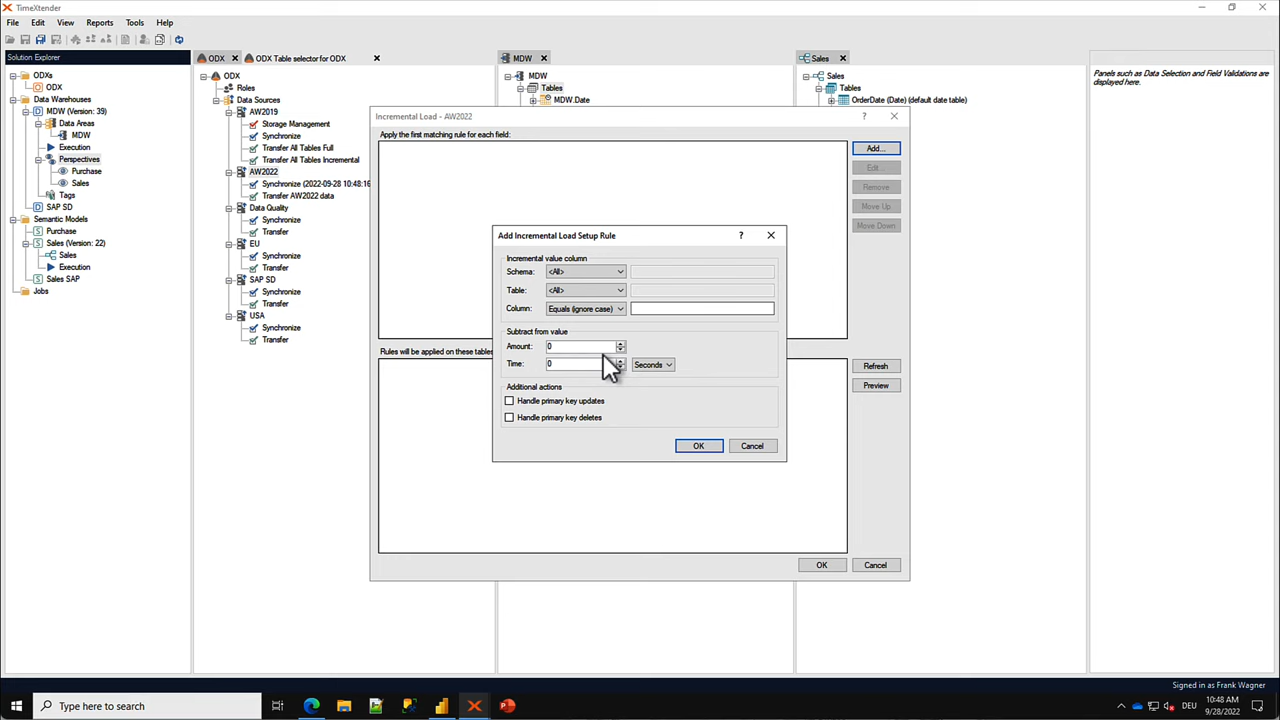 TimeXtender
File Edit View Reports Tools Help
Solution Explorer
ODXs
ODX
Data Warehouses
MDW (Version: 39)
Data Areas
MDW
Execution
Perspectives
Purchase
Sales
Tags
SAP SD
Semantic Models
Purchase
Sales (Version: 22)
Sales
Execution
Sales SAP
Jobs
ODX
ODX Table selector for ODX
ODX
Roles
Data Sources
AW2019
Storage Management
Synchronize
Transfer All Tables Full
Transfer All Tables Incremental
AW2022
Synchronize (2022-09-28 10:48:16
Transfer AW2022 data
Data Quality
Synchronize
Transfer
EU
Synchronize
Transfer
SAP SD
Synchronize
Transfer
USA
Synchronize
Transfer
MDW
MDW
Tables
MDW.Date
Sales
Sales
Tables
OrderDate (Date) (default date table)
Panels such as Data Selection and Field Validations are
displayed here.
Incremental Load - AW2022
?
Apply the first matching rule for each field:
Add...
Edit...
Remove
Move Up
Move Down
Rules will be applied on these tables
Refresh
Preview
OK
Cancel
Add Incremental Load Setup Rule
?
Incremental value column
Schema: <All>
Table: <All>
Column: Equals (ignore case)
Subtract from value
Amount: 0
Time: 0 Seconds
Additional actions
Handle primary key updates
Handle primary key deletes
OK Cancel
Signed in as Frank Wagner
Type here to search
DEU
10:48 AM
9/28/2022